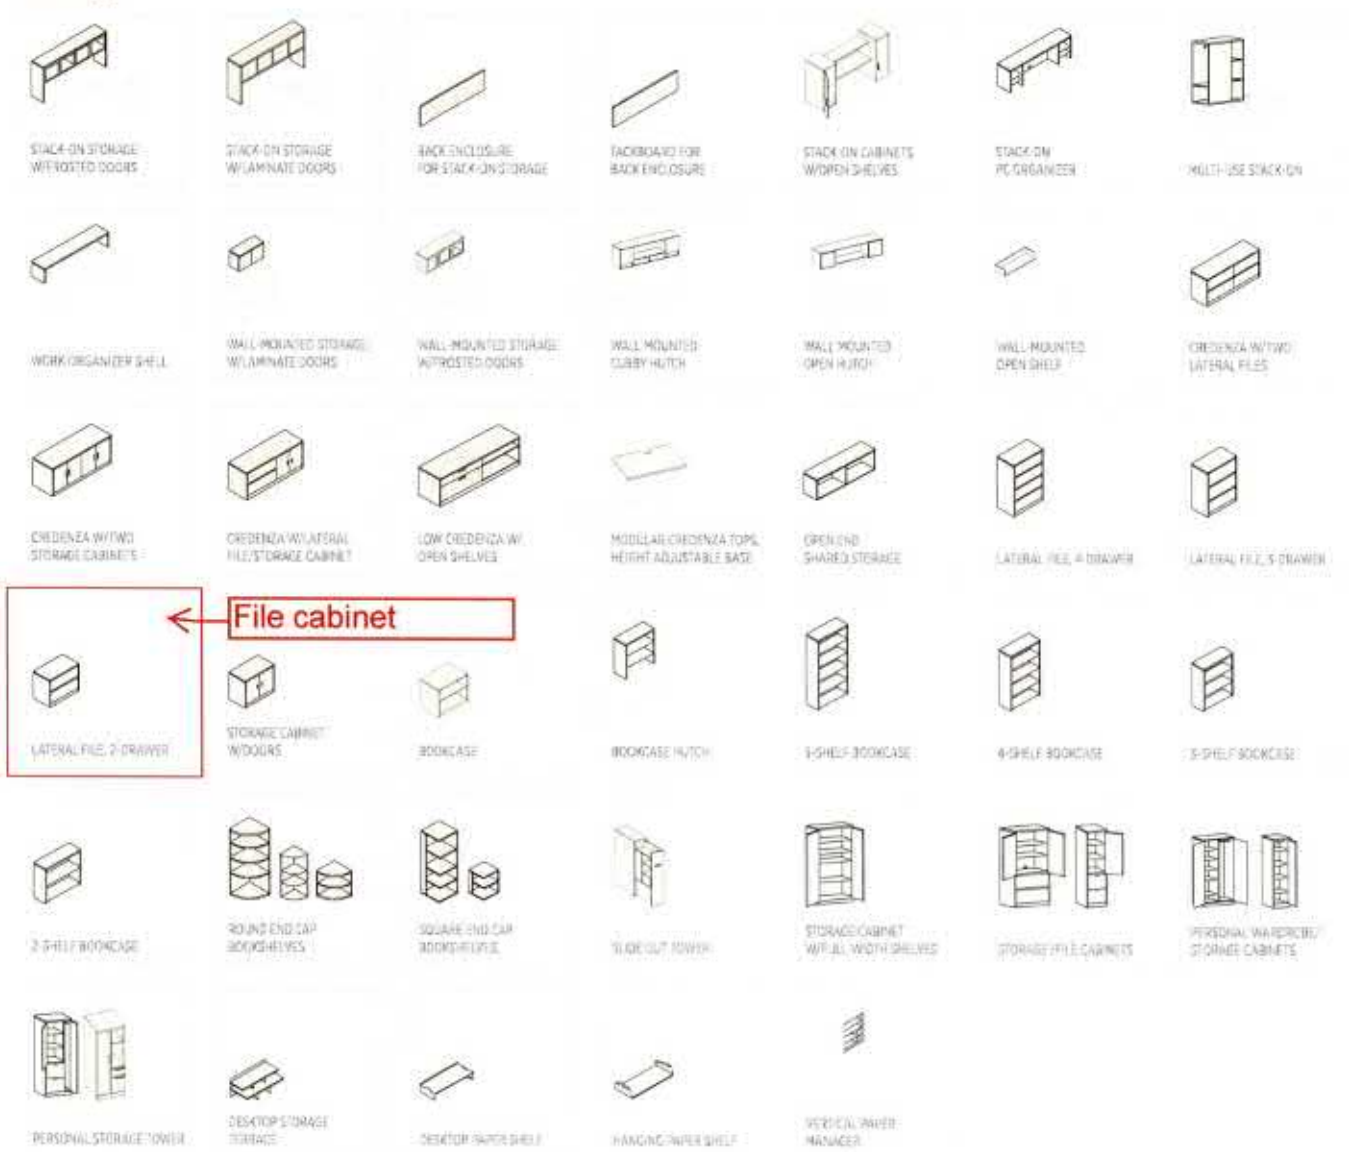 STACK-ON STORAGE
W/FROSTED DOORS
STACK-ON STORAGE
W/LAMINATE DOORS
BACK ENCLOSURE
FOR STACK-ON STORAGE
TACKBOARD FOR
BACK ENCLOSURE
STACK-ON CABINETS
W/OPEN SHELVES
STACK-ON
PC ORGANIZER
MULTI-USE STACK-ON
WORK ORGANIZER SHELL
WALL-MOUNTED STORAGE
W/LAMINATE DOORS
WALL-MOUNTED STORAGE
W/FROSTED DOORS
WALL MOUNTED
CUBBY HUTCH
WALL MOUNTED
OPEN HUTCH
WALL-MOUNTED
OPEN SHELF
CREDENZA W/TWO
LATERAL FILES
CREDENZA W/TWO
STORAGE CABINETS
CREDENZA W/LATERAL
FILE/STORAGE CABINET
LOW CREDENZA W/
OPEN SHELVES
MODULAR CREDENZA TOPS,
HEIGHT ADJUSTABLE BASE
OPEN END
SHARED STORAGE
LATERAL FILE, 4-DRAWER
LATERAL FILE, 3-DRAWER
File cabinet
LATERAL FILE, 2-DRAWER
STORAGE CABINET
W/DOORS
BOOKCASE
BOOKCASE HUTCH
5-SHELF BOOKCASE
4-SHELF BOOKCASE
3-SHELF BOOKCASE
2-SHELF BOOKCASE
ROUND END CAP
BOOKSHELVES
SQUARE END CAP
BOOKSHELVES
SLIDE OUT TOWER
STORAGE CABINET
W/FULL WIDTH SHELVES
STORAGE/FILE CABINETS
PERSONAL WARDROBE/
STORAGE CABINETS
PERSONAL STORAGE TOWER
DESKTOP STORAGE
TERRACE
DESKTOP PAPER SHELF
HANGING PAPER SHELF
VERTICAL PAPER
MANAGER